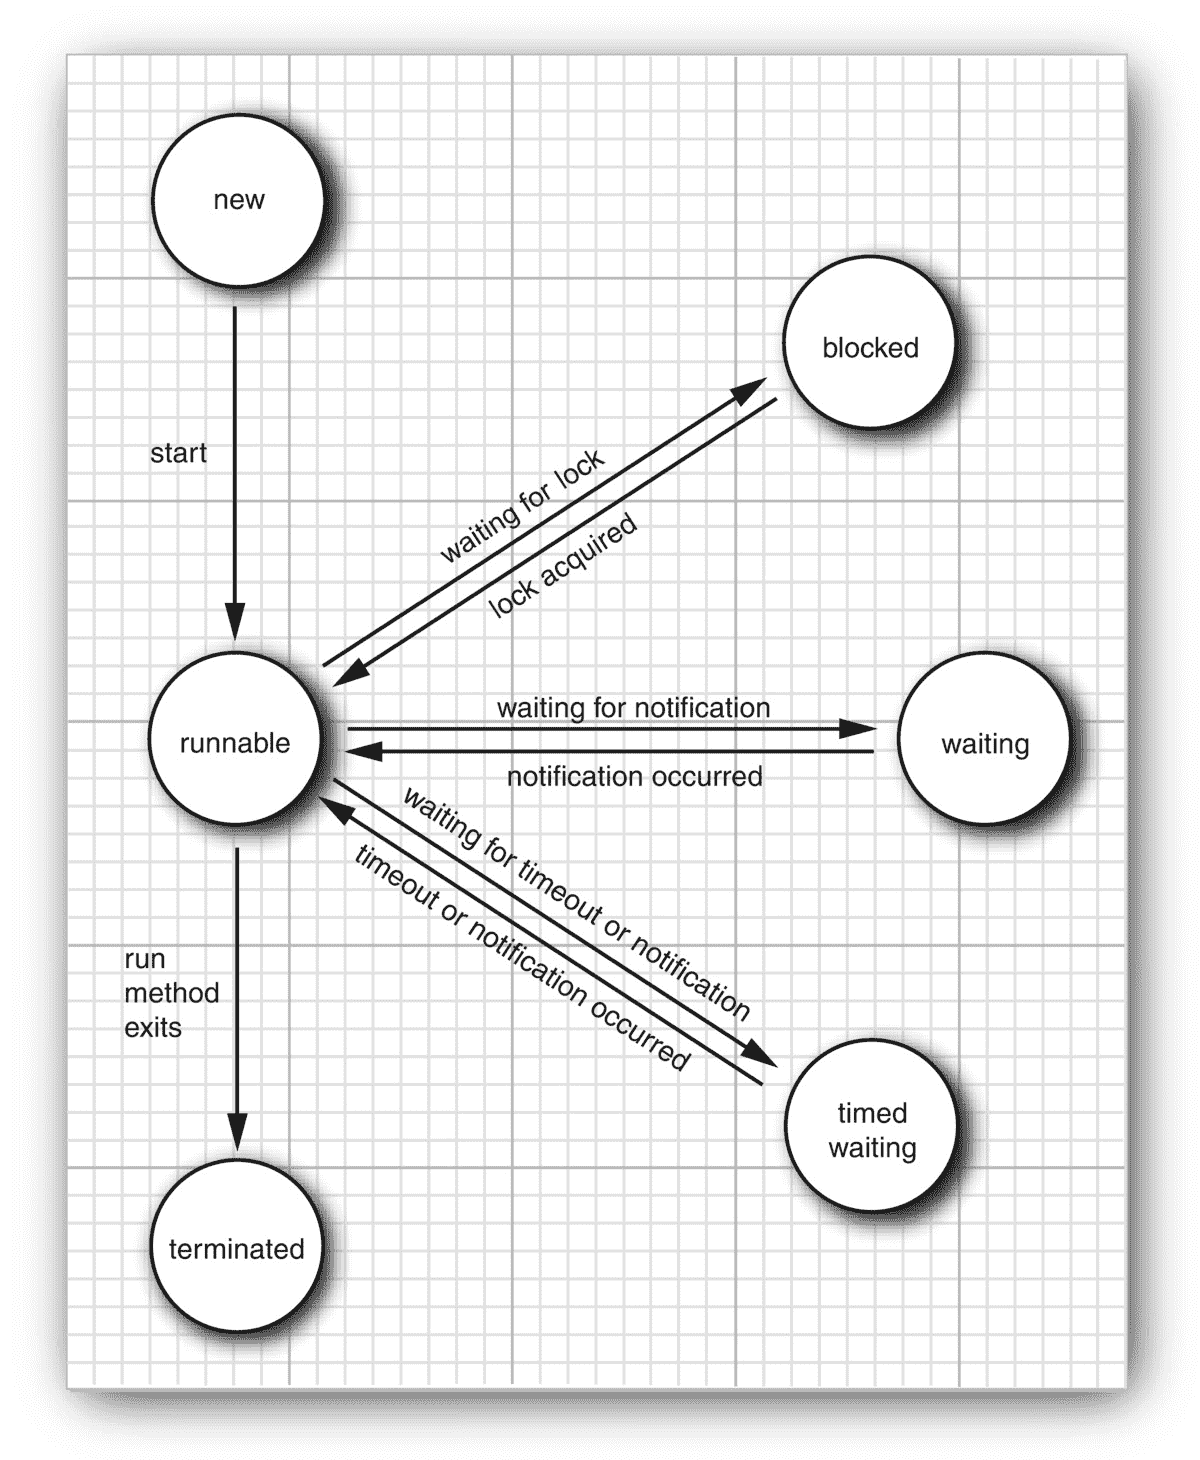 new
blocked
start
waiting for lock
lock acquired
waiting for notification
runnable
waiting
notification occurred
waiting for timeout or notification
timeout or notification occurred
run
method
exits
timed
waiting
terminated